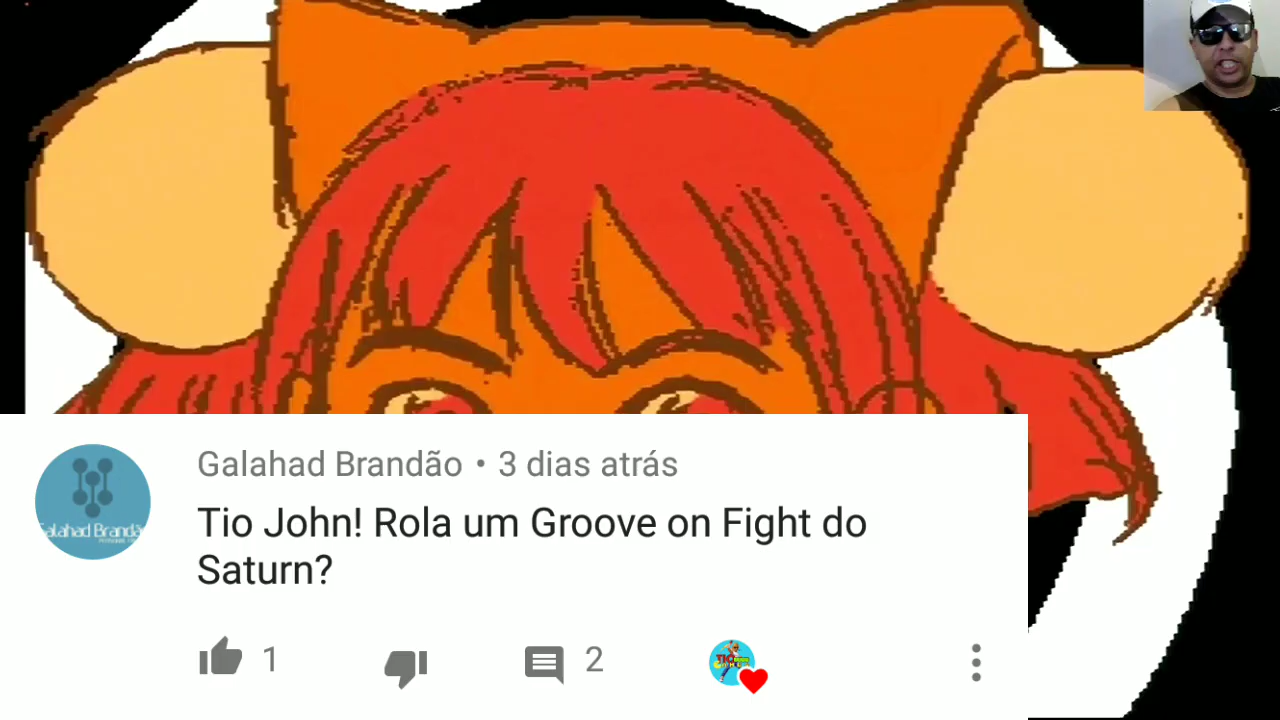 Galahad Brandão • 3 dias atrás
Tio John! Rola um Groove on Fight do
Saturn?
1
2